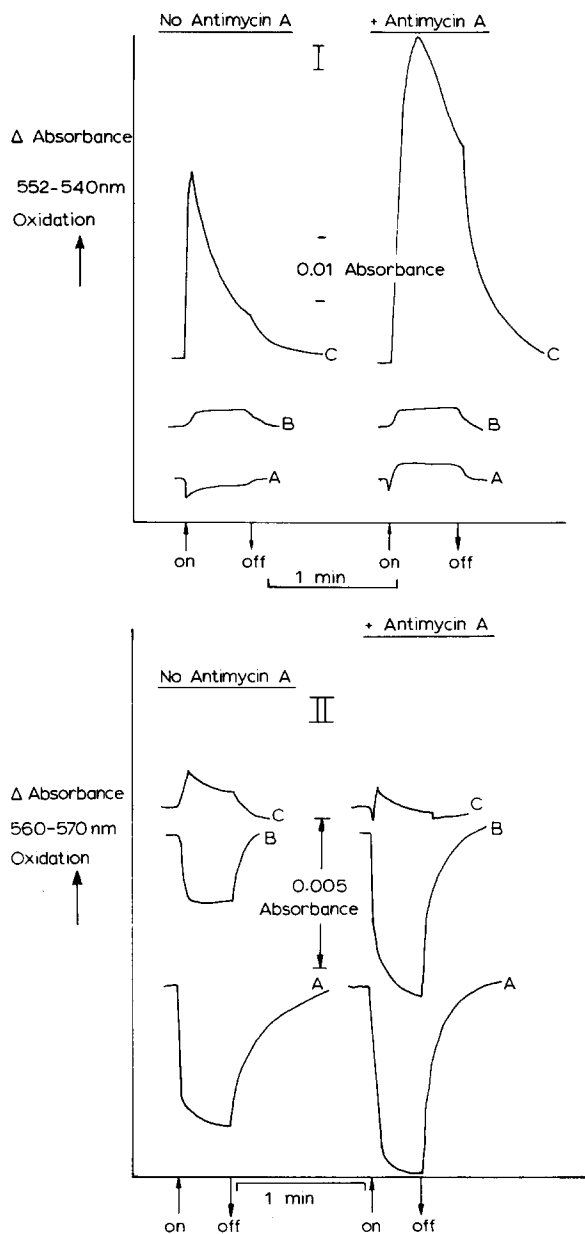 No Antimycin A
+ Antimycin A
I
Δ Absorbance
552-540nm
Oxidation
0.01 Absorbance
C
C
B
B
A
A
on
off
on
off
1 min
+ Antimycin A
No Antimycin A
II
Δ Absorbance
560-570nm
Oxidation
C
C
B
B
0.005
Absorbance
A
A
1 min
on
off
on
off